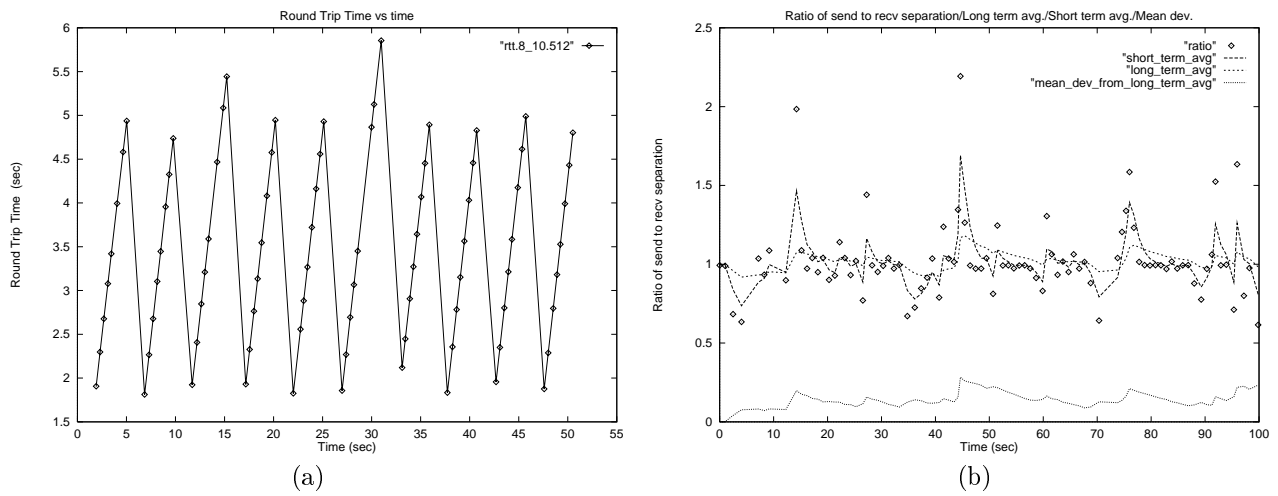 Round Trip Time vs time
6
5.5
5
4.5
4
3.5
3
2.5
2
1.5
Round Trip Time (sec)
"rtt.8_10.512"
0 5 10 15 20 25 30 35 40 45 50 55
Time (sec)
(a)
Ratio of send to recv separation/Long term avg./Short term avg./Mean dev.
2.5
2
1.5
1
0.5
0
Ratio of send to recv separation
"ratio"
"short_term_avg"
"long_term_avg"
"mean_dev_from_long_term_avg"
0 10 20 30 40 50 60 70 80 90 100
Time (sec)
(b)